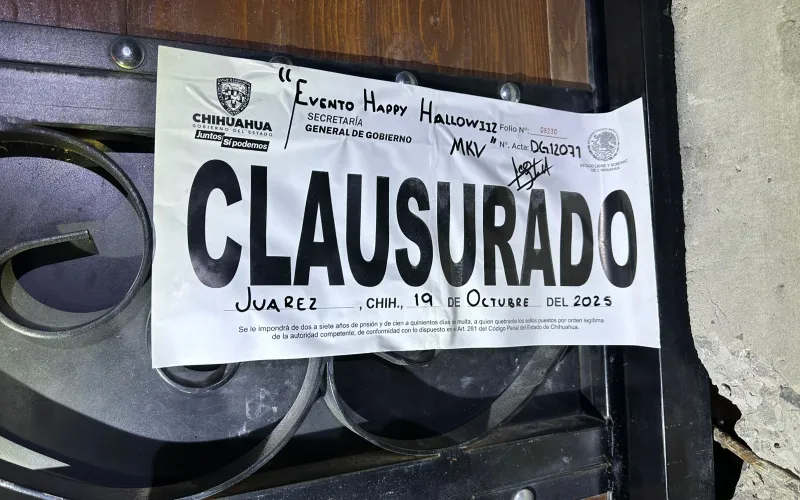 "EVENTO HAPPY HALLOWIIZ
MKV"
CHIHUAHUA
GOBIERNO DEL ESTADO
Juntos Sí podemos
SECRETARÍA
GENERAL DE GOBIERNO
Folio N°: 08230
N°. Acta: DG12071
CLAUSURADO
JUAREZ, CHIH., 19 DE OCTUBRE DEL 2025
Se le impondrá de dos a siete años de prisión y de cien a quinientos días multa, a quien quebrante los sellos puestos por orden legítima
de la autoridad competente, de conformidad con lo dispuesto en el Art. 281 del Código Penal del Estado de Chihuahua.